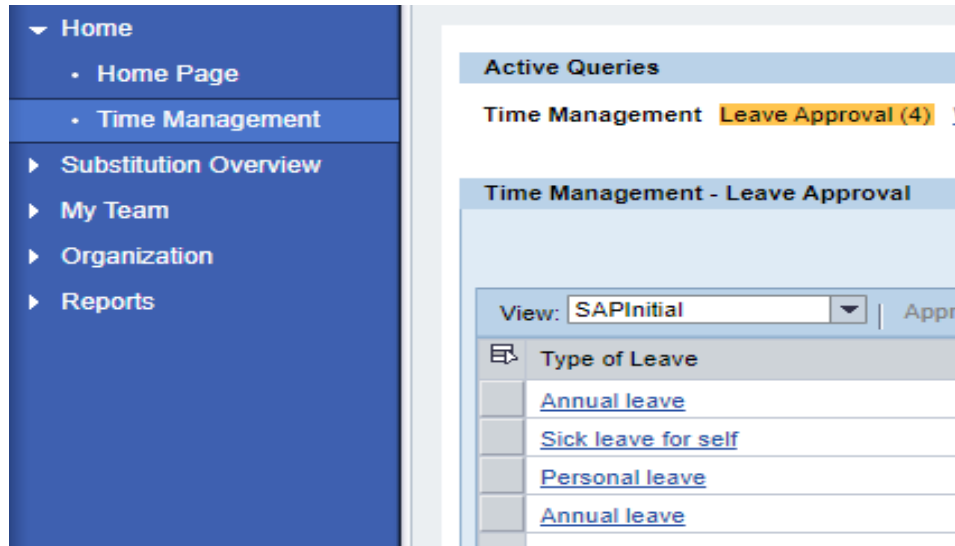 Home
Home Page
Time Management
Substitution Overview
My Team
Organization
Reports
Active Queries
Time Management Leave Approval (4)
Time Management - Leave Approval
View: SAPInitial
Type of Leave
Annual leave
Sick leave for self
Personal leave
Annual leave